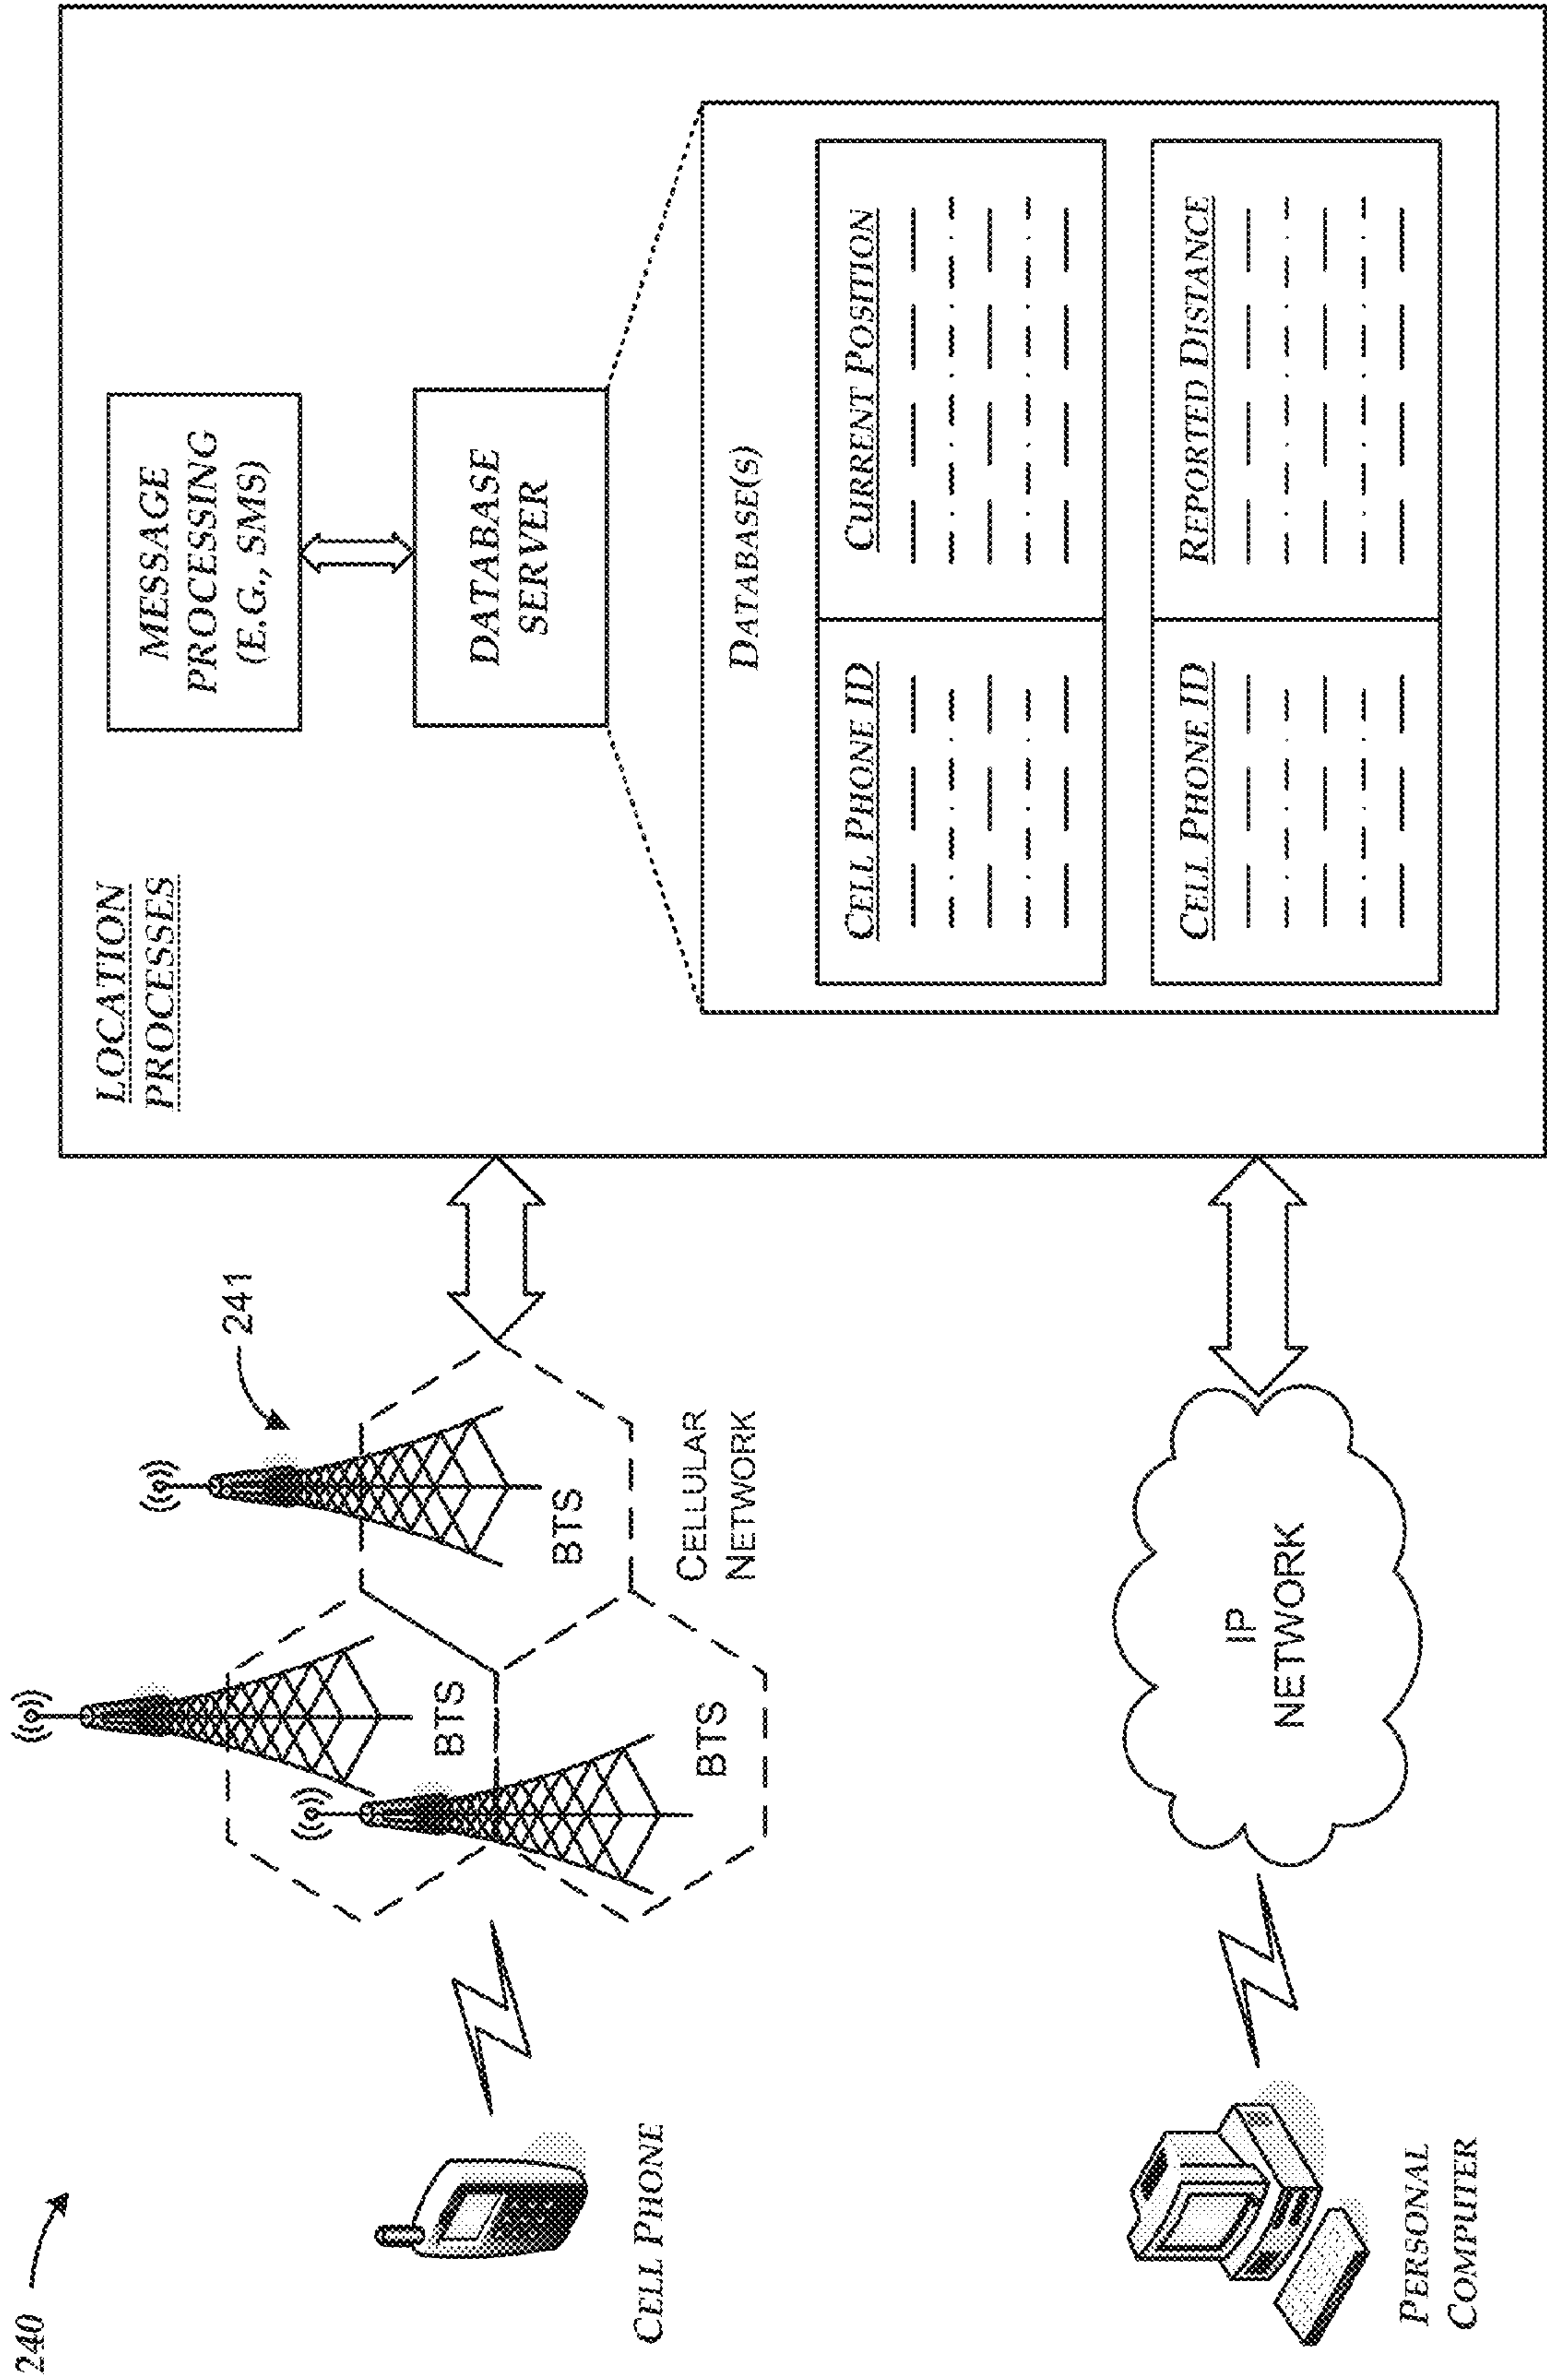 240
241
LOCATION
PROCESSES
MESSAGE
PROCESSING
(E.G., SMS)
DATABASE
SERVER
DATABASE(S)
CELL PHONE ID
CURRENT POSITION
CELL PHONE ID
REPORTED DISTANCE
BTS
BTS
BTS
CELLULAR
NETWORK
CELL PHONE
IP
NETWORK
PERSONAL
COMPUTER